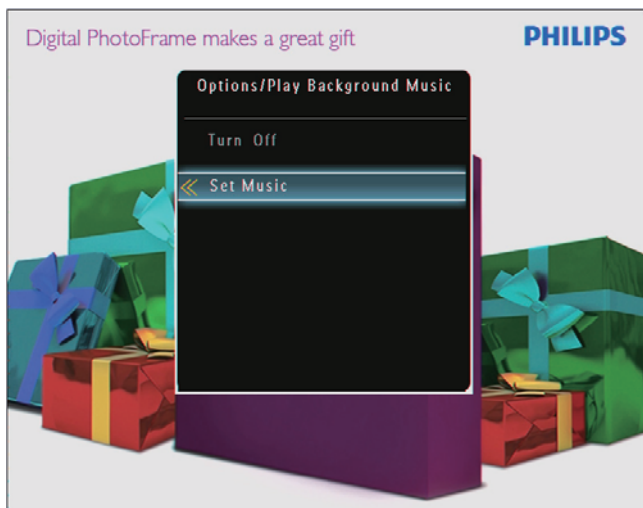 Digital PhotoFrame makes a great gift
PHILIPS
Options/Play Background Music
Turn Off
Set Music